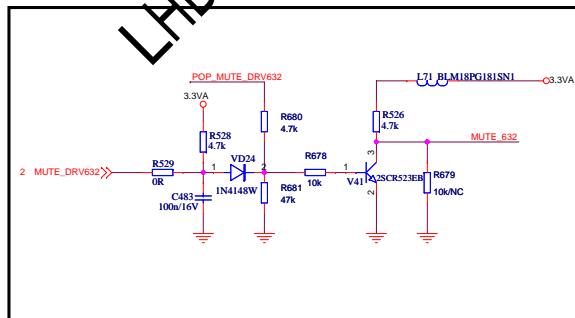 LHD
L71 BLM18PG181SN1
3.3VA
POP_MUTE_DRV632
3.3VA
R680
4.7k
R526
4.7k
R528
4.7k
MUTE_632
R678
10k
2 MUTE_DRV632
R529
0R
1
VD24
2
1N4148W
1
3
V41
2SCR523EB
2
R679
10k/NC
C483
100n/16V
R681
47k